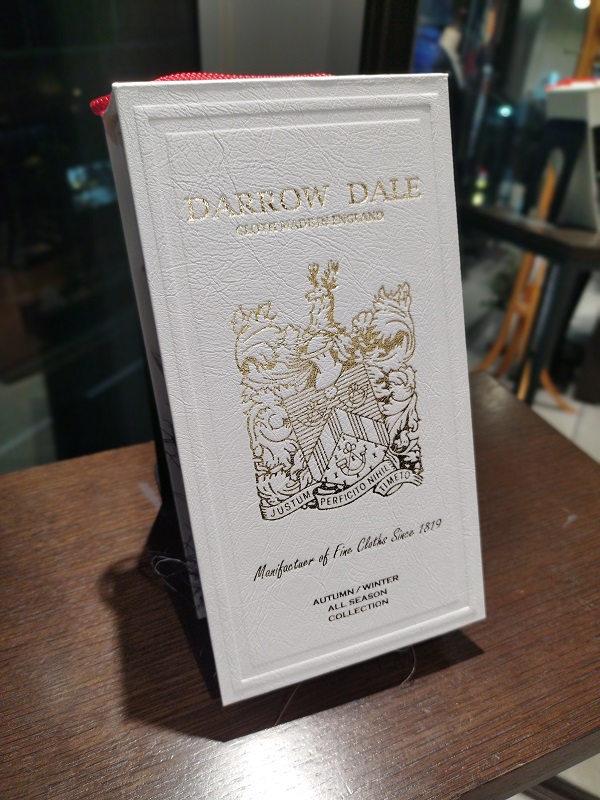 DARROW DALE
CLOTH MADE IN ENGLAND
JUSTUM PERFICITO NIHIL TIMETO
Manifactuer of Fine Cloths Since 1819
AUTUMN / WINTER
ALL SEASON
COLLECTION